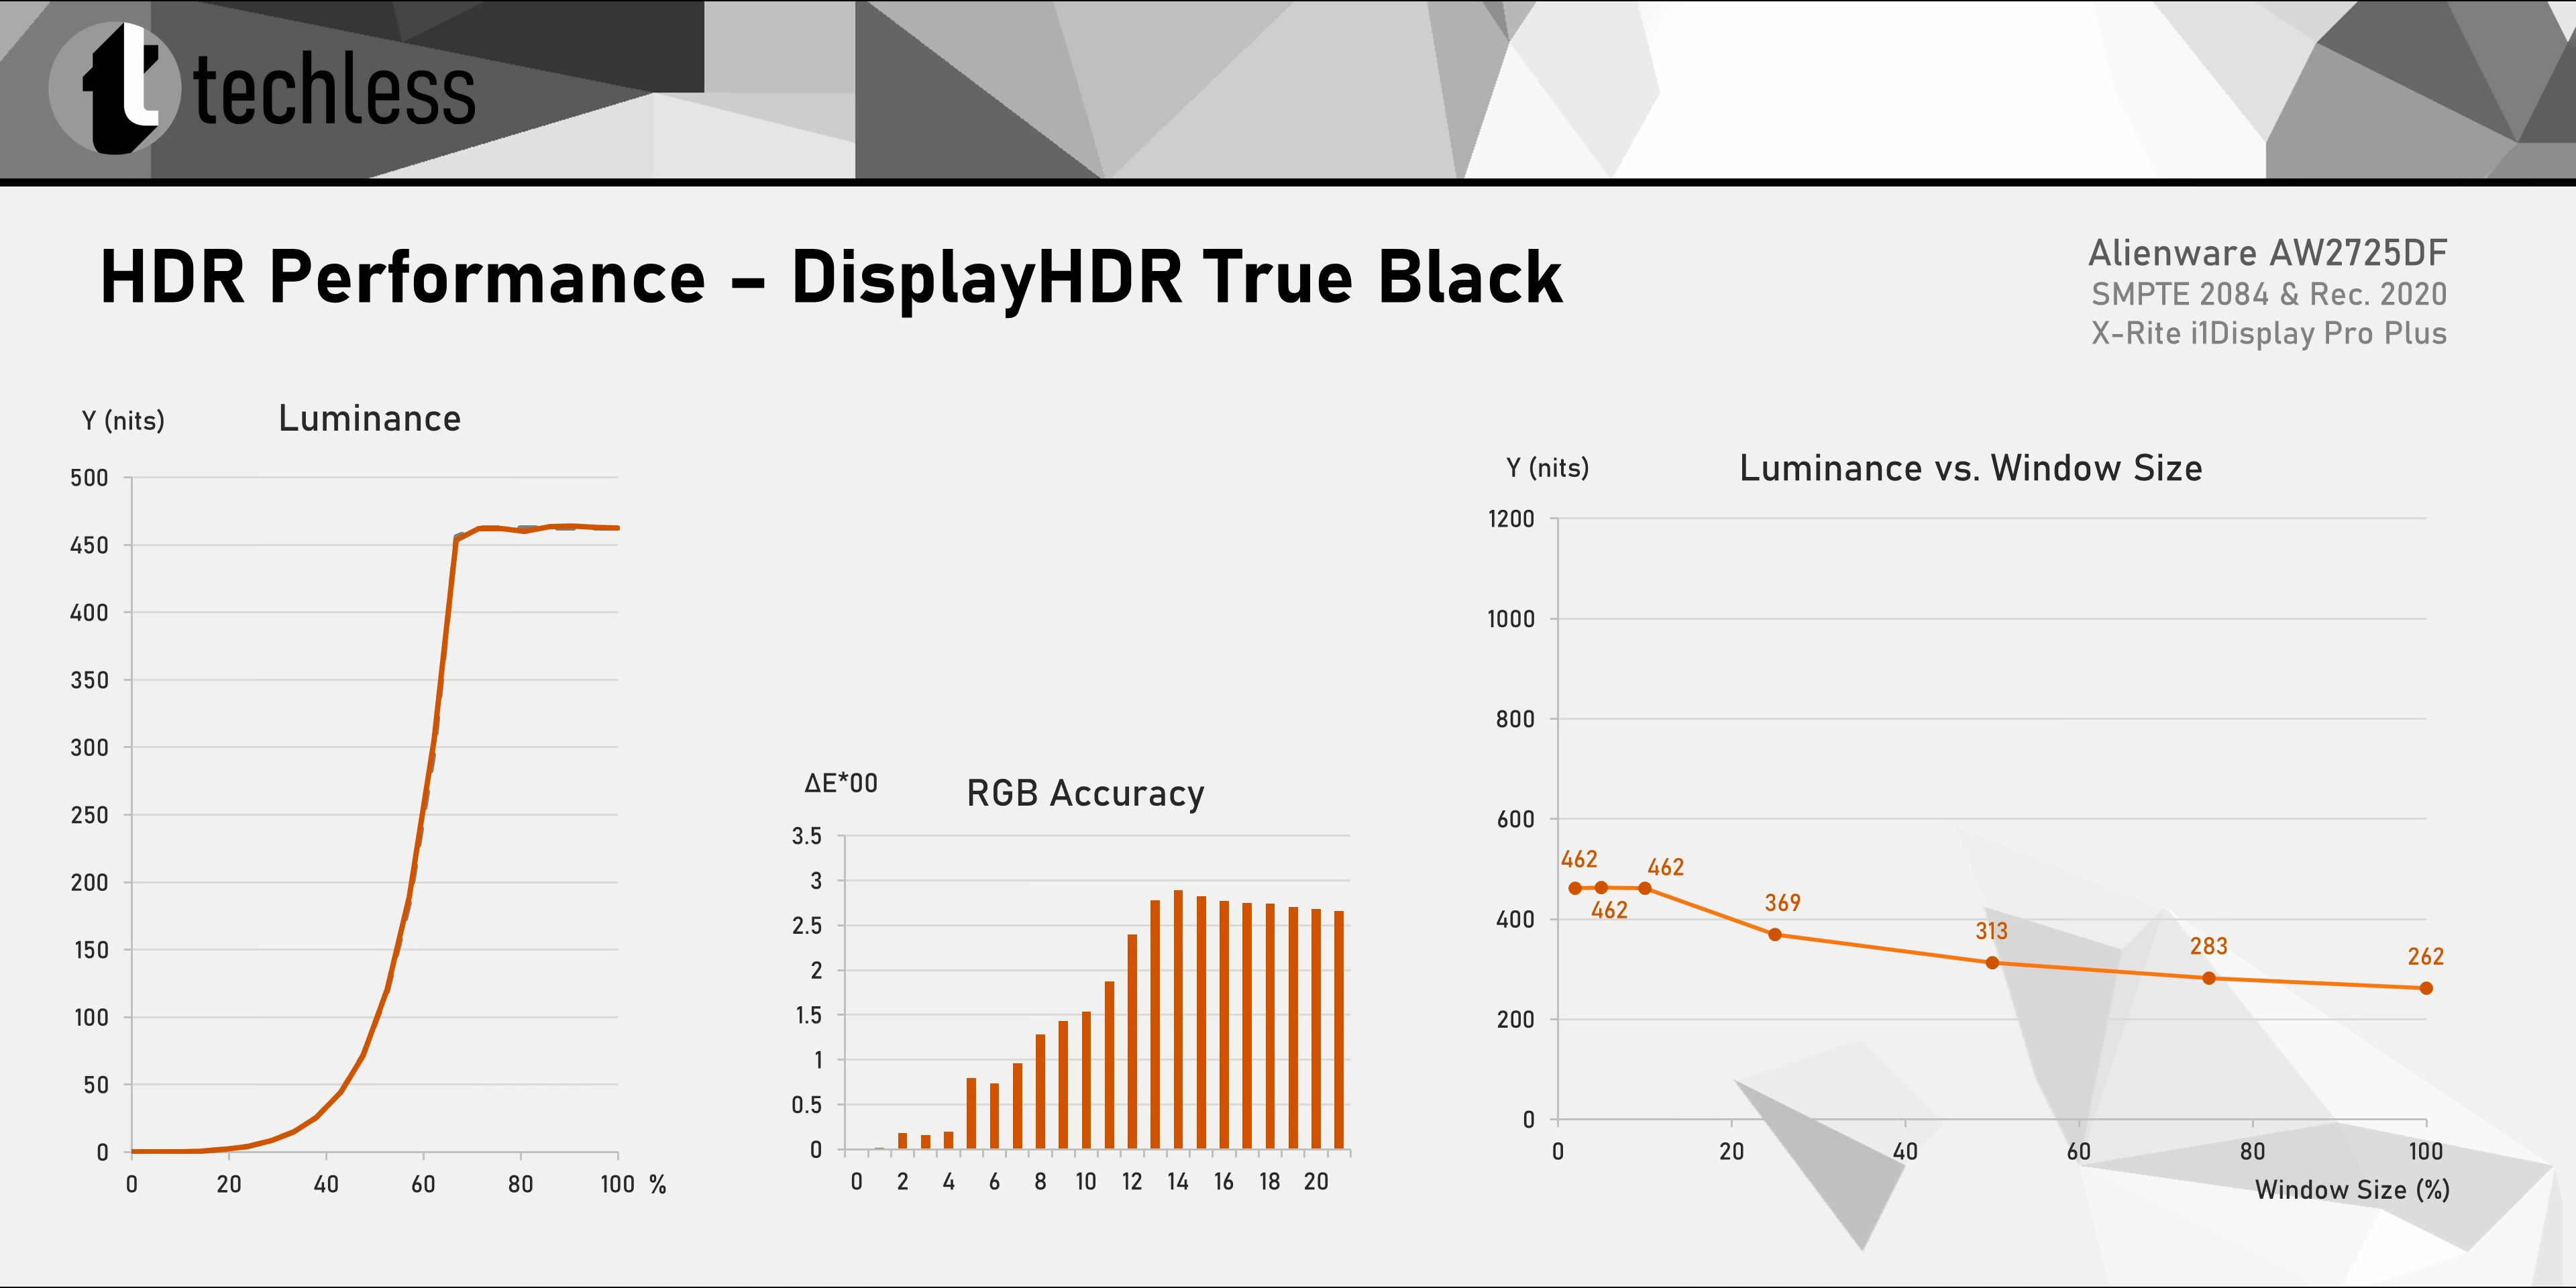 techless
HDR Performance – DisplayHDR True Black
Alienware AW2725DF
SMPTE 2084 & Rec. 2020
X-Rite i1Display Pro Plus
Y (nits)
Luminance
500
450
400
350
300
250
200
150
100
50
0
0 20 40 60 80 100 %
ΔE*00
RGB Accuracy
3.5
3
2.5
2
1.5
1
0.5
0
0 2 4 6 8 10 12 14 16 18 20
Y (nits)
Luminance vs. Window Size
1200
1000
800
600
400
200
0
462
462
462
369
313
283
262
0 20 40 60 80 100
Window Size (%)